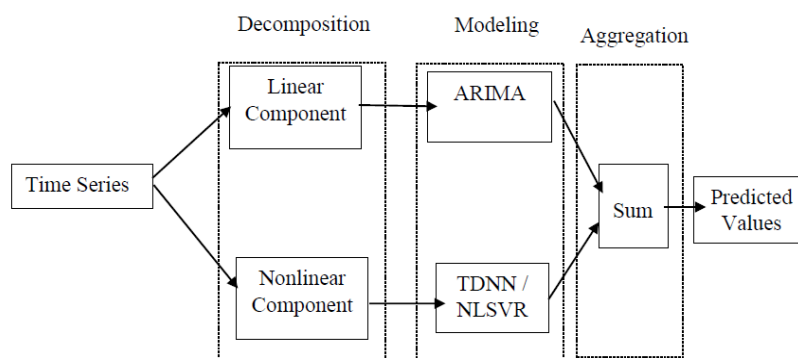 Decomposition
Modeling
Aggregation
Linear
Component
ARIMA
Time Series
Sum
Predicted
Values
Nonlinear
Component
TDNN /
NLSVR